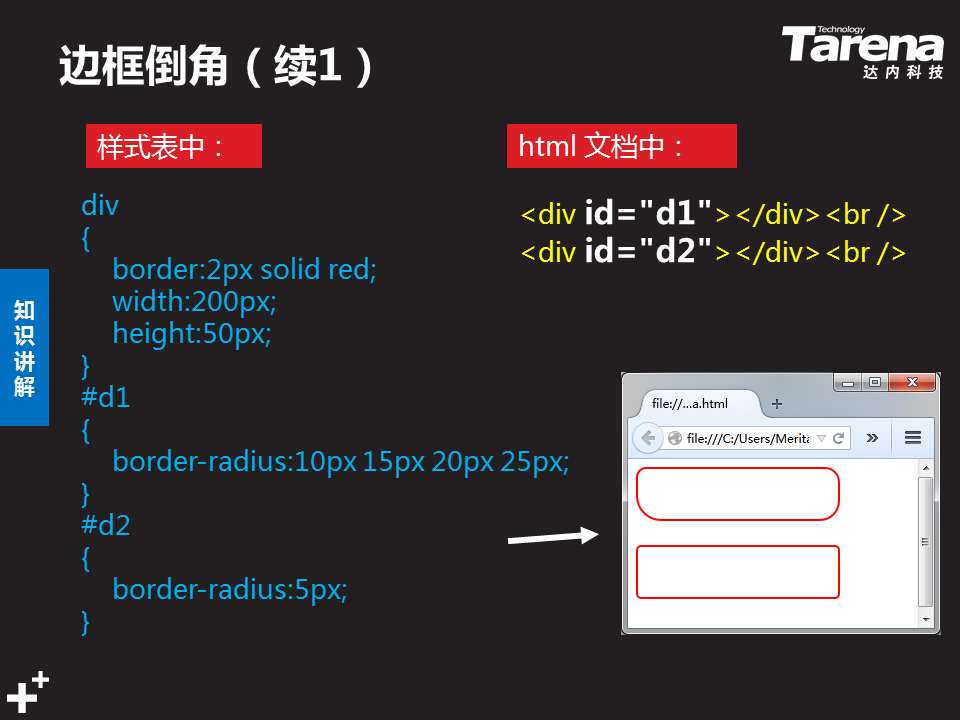 边框倒角（续1）
Technology
Tarena
达内科技
样式表中：
div
{
border:2px solid red;
width:200px;
height:50px;
}
#d1
{
border-radius:10px 15px 20px 25px;
}
#d2
{
border-radius:5px;
}
html 文档中：
<div id="d1"></div><br />
<div id="d2"></div><br />
知识讲解
file://...a.html
file:///C:/Users/Merita